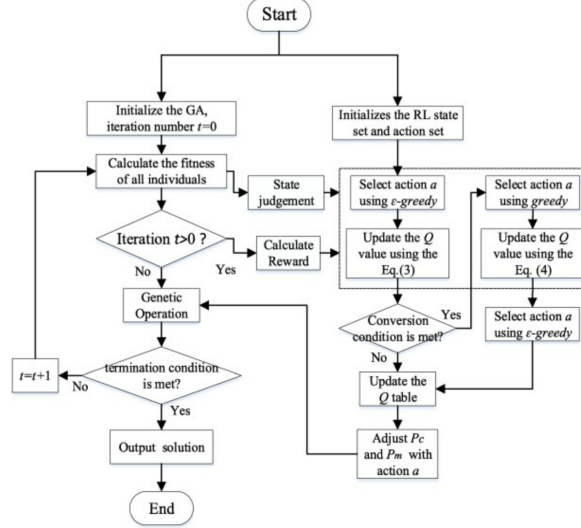 Start
Initialize the GA,
iteration number t=0
Calculate the fitness
of all individuals
Iteration t>0 ?
No
Yes
Genetic
Operation
termination condition
is met?
No
t=t+1
Yes
Output solution
End
State
judgement
Calculate
Reward
Initializes the RL state
set and action set
Select action a
using ε-greedy
Update the Q
value using the
Eq.(3)
Conversion
condition is met?
Yes
No
Select action a
using greedy
Update the Q
value using the
Eq. (4)
Select action a
using ε-greedy
Update the
Q table
Adjust Pc
and Pm with
action a